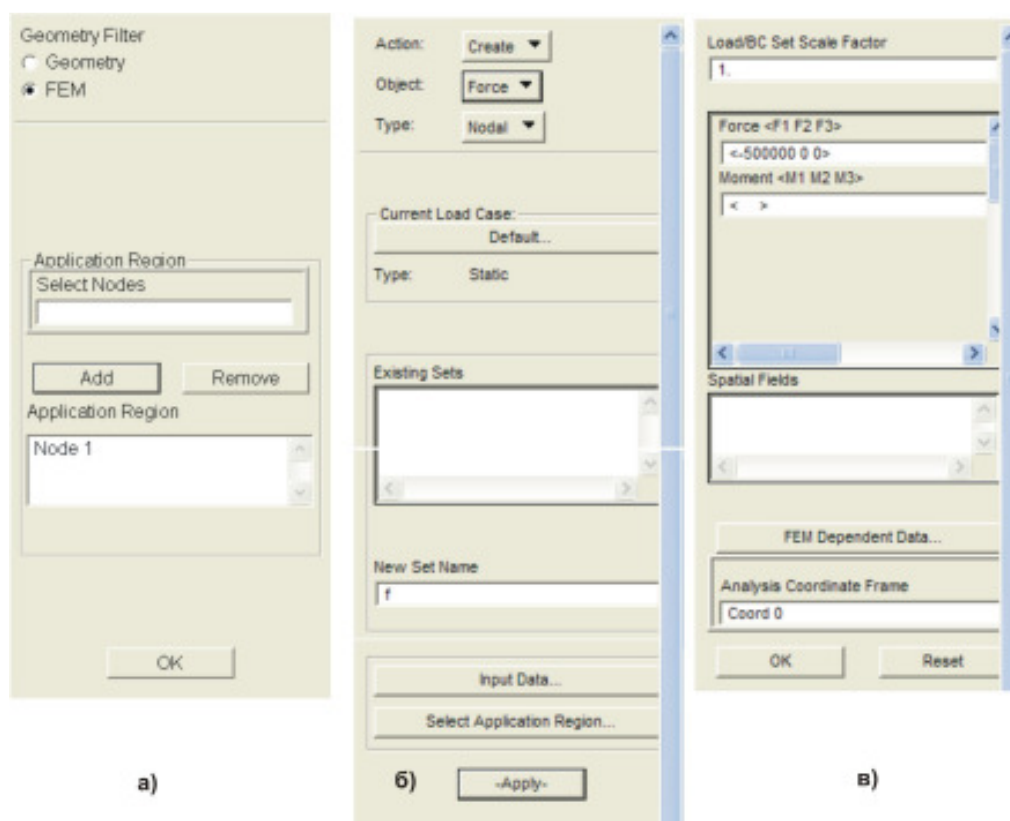 Geometry Filter
Geometry
FEM
Application Region
Select Nodes
Add
Remove
Application Region
Node 1
OK
а)
Action:
Create
Object:
Force
Type:
Nodal
Current Load Case:
Default...
Type:
Static
Existing Sets
New Set Name
f
Input Data...
Select Application Region...
-Apply-
б)
Load/BC Set Scale Factor
1.
Force <F1 F2 F3>
<-500000 0 0>
Moment <M1 M2 M3>
<    >
Spatial Fields
FEM Dependent Data...
Analysis Coordinate Frame
Coord 0
OK
Reset
в)